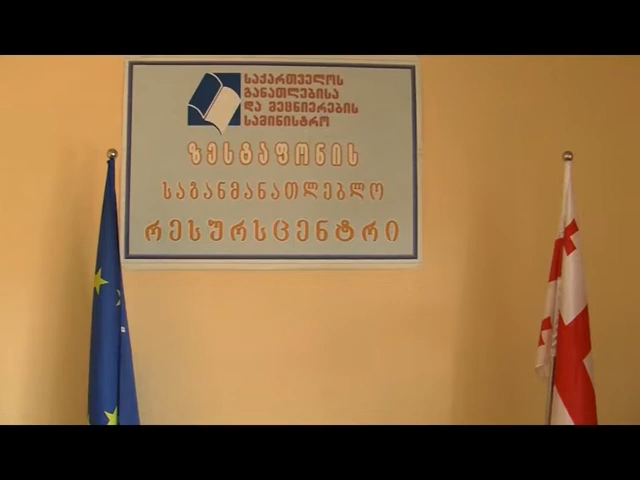 საქართველოს
განათლებისა
და მეცნიერების
სამინისტრო
ზესტაფონის
საგანმანათლებლო
რესურსცენტრი